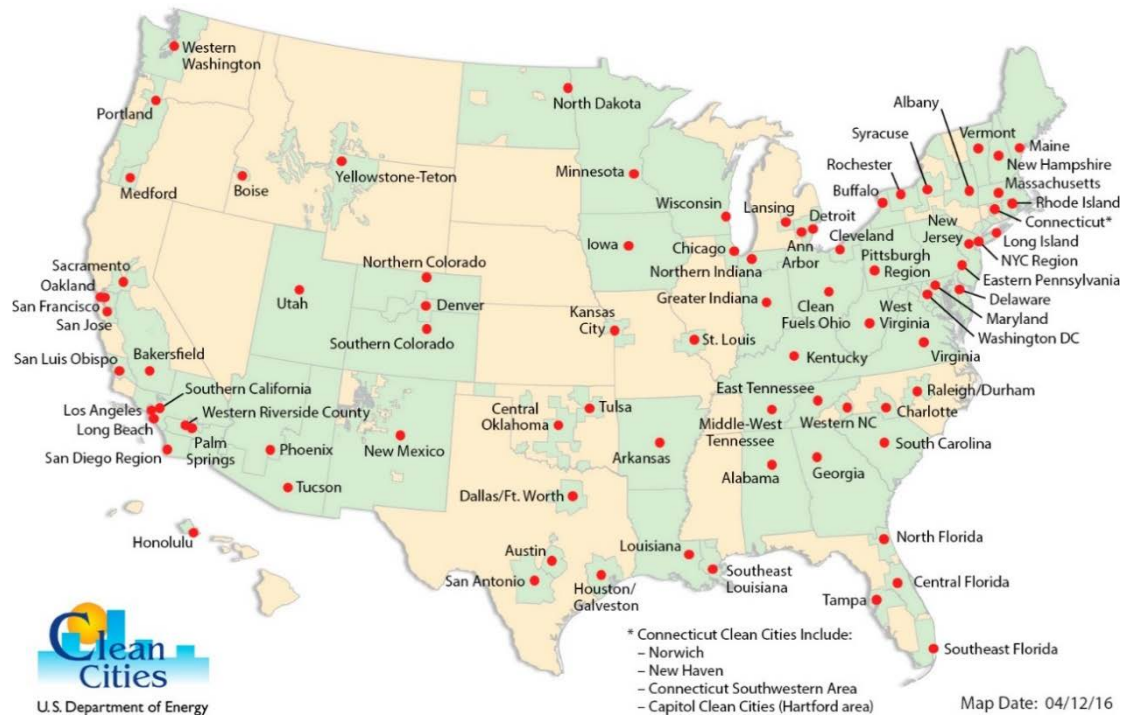 Western
Washington
Portland
Medford
Boise
Yellowstone-Teton
North Dakota
Minnesota
Wisconsin
Iowa
Chicago
Northern Indiana
Lansing
Detroit
Ann
Arbor
Cleveland
Buffalo
Rochester
Syracuse
Albany
Vermont
Maine
New Hampshire
Massachusetts
Rhode Island
Connecticut*
Long Island
NYC Region
New
Jersey
Eastern Pennsylvania
Pittsburgh
Region
Delaware
Maryland
Washington DC
West
Virginia
Virginia
Clean
Fuels Ohio
Greater Indiana
Kentucky
Sacramento
Oakland
San Francisco
San Jose
San Luis Obispo
Bakersfield
Southern California
Los Angeles
Western Riverside County
Long Beach
Palm
Springs
San Diego Region
Utah
Northern Colorado
Denver
Southern Colorado
Phoenix
Tucson
New Mexico
Kansas
City
St. Louis
Central
Oklahoma
Tulsa
Arkansas
East Tennessee
Middle-West
Tennessee
Western NC
Raleigh/Durham
Charlotte
South Carolina
Alabama
Georgia
Dallas/Ft. Worth
Austin
San Antonio
Houston/
Galveston
Louisiana
Southeast
Louisiana
North Florida
Central Florida
Tampa
Southeast Florida
Honolulu
Clean
Cities
U.S. Department of Energy
* Connecticut Clean Cities Include:
– Norwich
– New Haven
– Connecticut Southwestern Area
– Capitol Clean Cities (Hartford area)
Map Date: 04/12/16